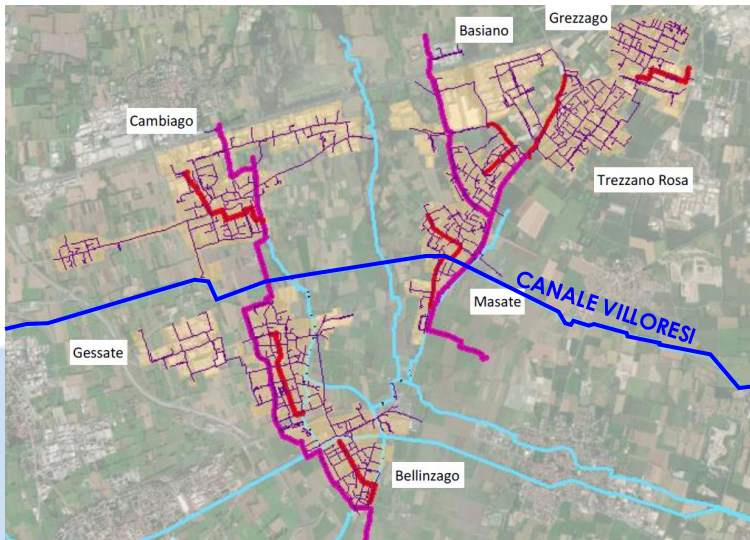 Grezzago
Basiano
Cambiago
Trezzano Rosa
CANALE VILLORESI
Masate
Gessate
Bellinzago